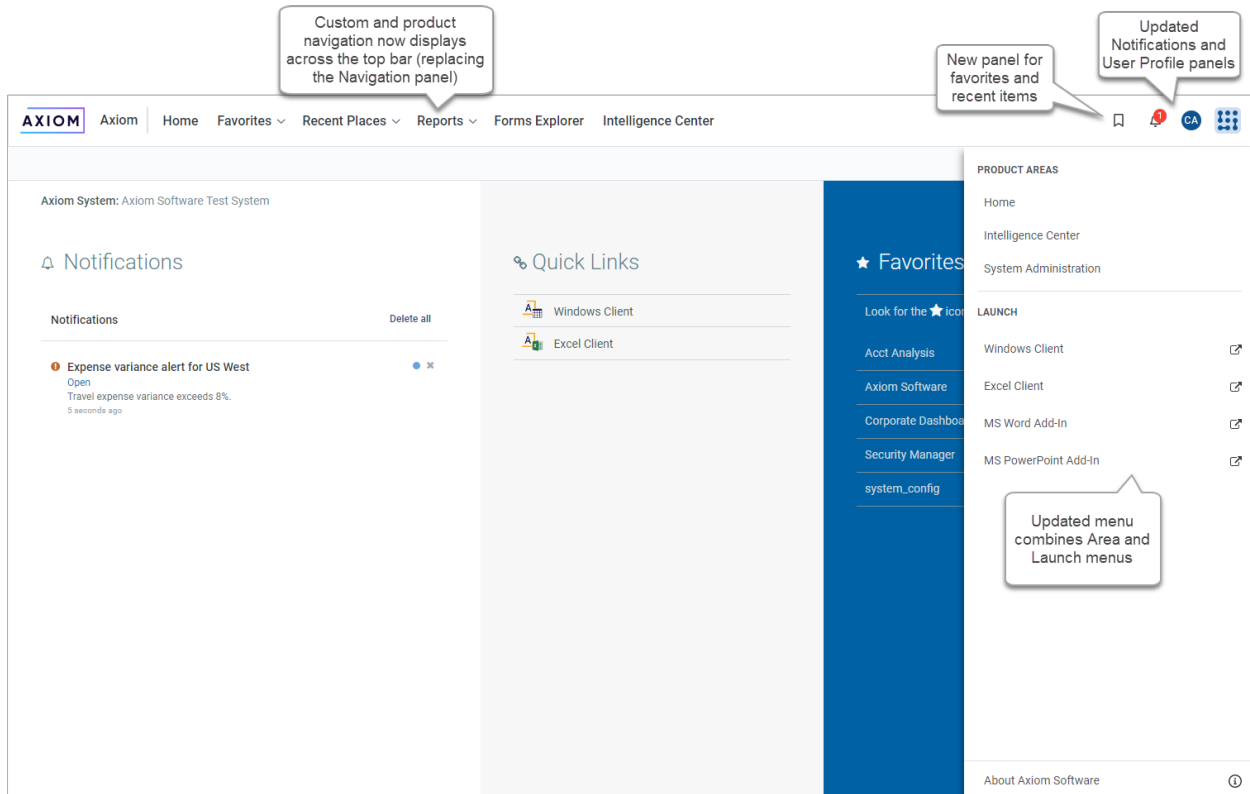 Custom and product
navigation now displays
across the top bar (replacing
the Navigation panel)
New panel for
favorites and
recent items
Updated
Notifications and
User Profile panels
AXIOM Axiom Home Favorites Recent Places Reports Forms Explorer Intelligence Center 1 CA
Axiom System: Axiom Software Test System
Notifications
Notifications Delete all
Expense variance alert for US West
Open
Travel expense variance exceeds 8%.
5 seconds ago
Quick Links
Windows Client
Excel Client
Favorites
Look for the icon
Acct Analysis
Axiom Software
Corporate Dashboa
Security Manager
system_config
PRODUCT AREAS
Home
Intelligence Center
System Administration
LAUNCH
Windows Client
Excel Client
MS Word Add-In
MS PowerPoint Add-In
Updated menu
combines Area and
Launch menus
About Axiom Software